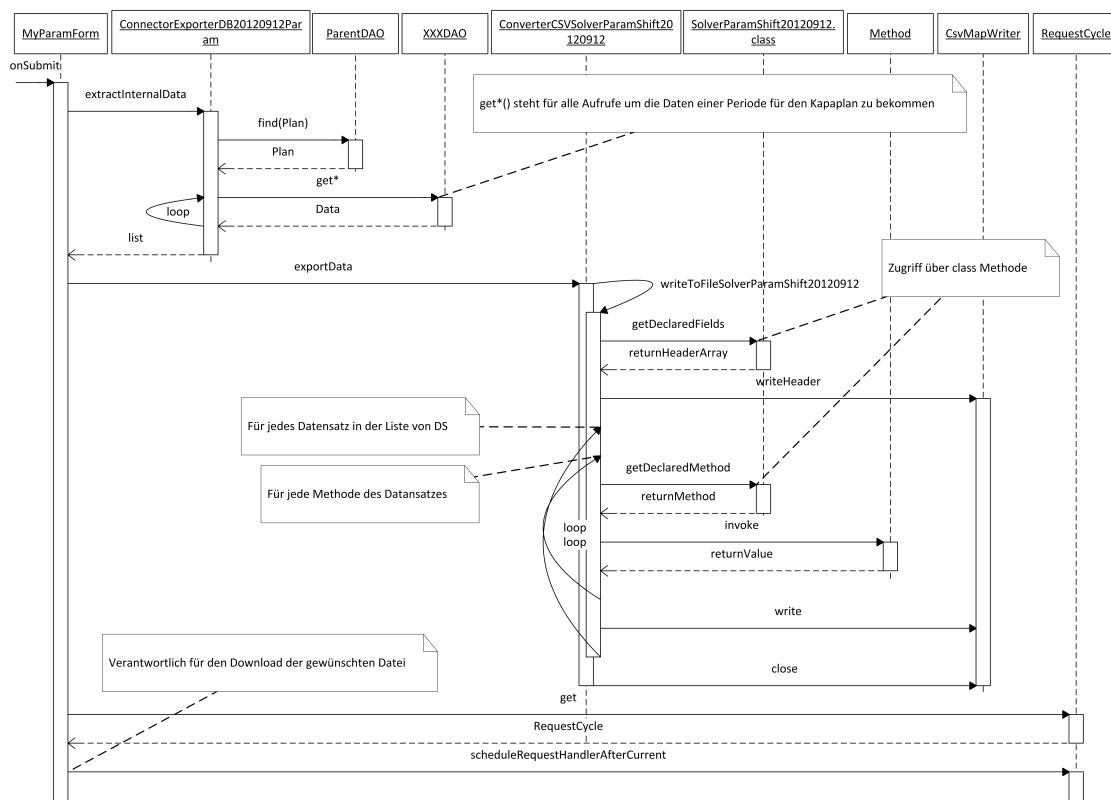 MyParamForm
ConnectorExporterDB20120912Par
am
ParentDAO
XXXDAO
ConverterCSVSolverParamShift20
120912
SolverParamShift20120912.
class
Method
CsvMapWriter
RequestCycle
onSubmit
extractInternalData
get*() steht für alle Aufrufe um die Daten einer Periode für den Kapaplan zu bekommen
find(Plan)
Plan
get*
loop
Data
list
exportData
Zugriff über class Methode
writeToFileSolverParamShift20120912
getDeclaredFields
returnHeaderArray
writeHeader
Für jedes Datensatz in der Liste von DS
getDeclaredMethod
Für jede Methode des Datansatzes
returnMethod
invoke
loop
loop
returnValue
write
Verantwortlich für den Download der gewünschten Datei
close
get
RequestCycle
scheduleRequestHandlerAfterCurrent